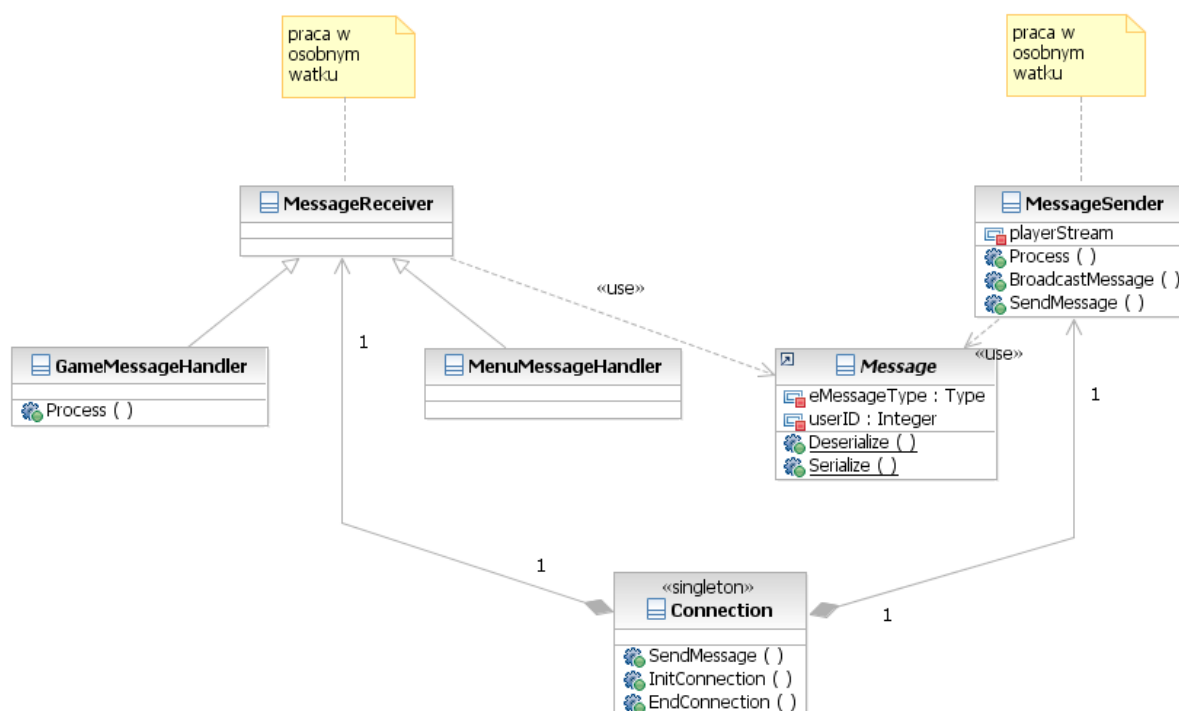 praca w
osobnym
watku
praca w
osobnym
watku
MessageReceiver
MessageSender
playerStream
Process ( )
BroadcastMessage ( )
SendMessage ( )
«use»
1
GameMessageHandler
Process ( )
MenuMessageHandler
«use»
Message
eMessageType : Type
userID : Integer
Deserialize ( )
Serialize ( )
1
1
«singleton»
Connection
SendMessage ( )
InitConnection ( )
EndConnection ( )
1